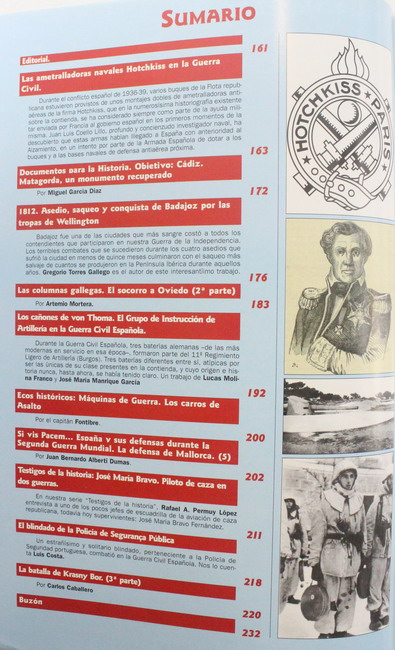 SUMARIO
Editorial.
161
Las ametralladoras navales Hotchkiss en la Guerra
Civil.
Durante el conflicto español de 1936-39, varios buques de la Flota repub-
licana estuvieron provistos de unos montajes dobles de ametralladoras anti-
aéreas de la firma Hotchkiss, que en la numerosísima historiografía existente
sobre la contienda, se ha considerado siempre como parte de la ayuda mili-
tar enviada por Francia al gobierno español en los primeros momentos de la
guerra. Juan Luis Coello Lillo, profundo y concienzudo investigador naval, ha
descubierto que estas armas habían llegado a España con anterioridad al
Alzamiento, en un intento por parte de la Armada Española de dotar a los
buques y a las bases navales de defensa antiaérea próxima.
163
Documentos para la Historia. Objetivo: Cádiz.
Matagorda, un monumento recuperado
Por Miguel García Díaz
172
1812. Asedio, saqueo y conquista de Badajoz por las
tropas de Wellington
Badajoz fue una de las ciudades que más sangre costó a todos los
contendientes que participaron en nuestra Guerra de la Independencia.
Los terribles combates que se sucedieron durante los cuatro asedios que
sufrió la ciudad en menos de quince meses culminaron con el saqueo más
salvaje de cuantos se produjeron en la Península Ibérica durante aquellos
años. Gregorio Torres Gallego es el autor de este interesantísimo trabajo.
176
Las columnas gallegas. El socorro a Oviedo (2ª parte)
Por Artemio Mortera.
183
Los cañones de von Thoma. El Grupo de Instrucción de
Artillería en la Guerra Civil Española.
Durante la Guerra Civil Española, tres baterías alemanas –de las más
modernas en servicio en esa época–, formaron parte del 11º Regimiento
Ligero de Artillería (Burgos). Tres baterías diferentes entre sí, atípicas por
ser las únicas de su clase presentes en la contienda, y cuyo origen e his-
toria nunca, hasta ahora, se había tenido claro. Un trabajo de Lucas Moli-
na Franco y José María Manrique García
192
Ecos históricos: Máquinas de Guerra. Los carros de
Asalto
Por el capitán Fontibre.
200
Si vis Pacem... España y sus defensas durante la
Segunda Guerra Mundial. La defensa de Mallorca. (5)
Por Juan Bernardo Alberti Dumas.
202
Testigos de la historia: José María Bravo. Piloto de caza en
dos guerras.
En nuestra serie "Testigos de la historia", Rafael A. Permuy López
entrevista a uno de los pocos jefes de escuadrilla de la aviación de caza
republicana, todavía hoy supervivientes: José María Bravo Fernández.
211
El blindado de la Policía de Segurança Pública
Un extrañísimo y solitario blindado, perteneciente a la Policía de
Seguridad portuguesa, combatió en la Guerra Civil Española. Nos lo cuen-
ta Luis Costa.
218
La batalla de Krasny Bor. (3ª parte)
Por Carlos Caballero
220
Buzón
232
HOTCHKISS
PARIS